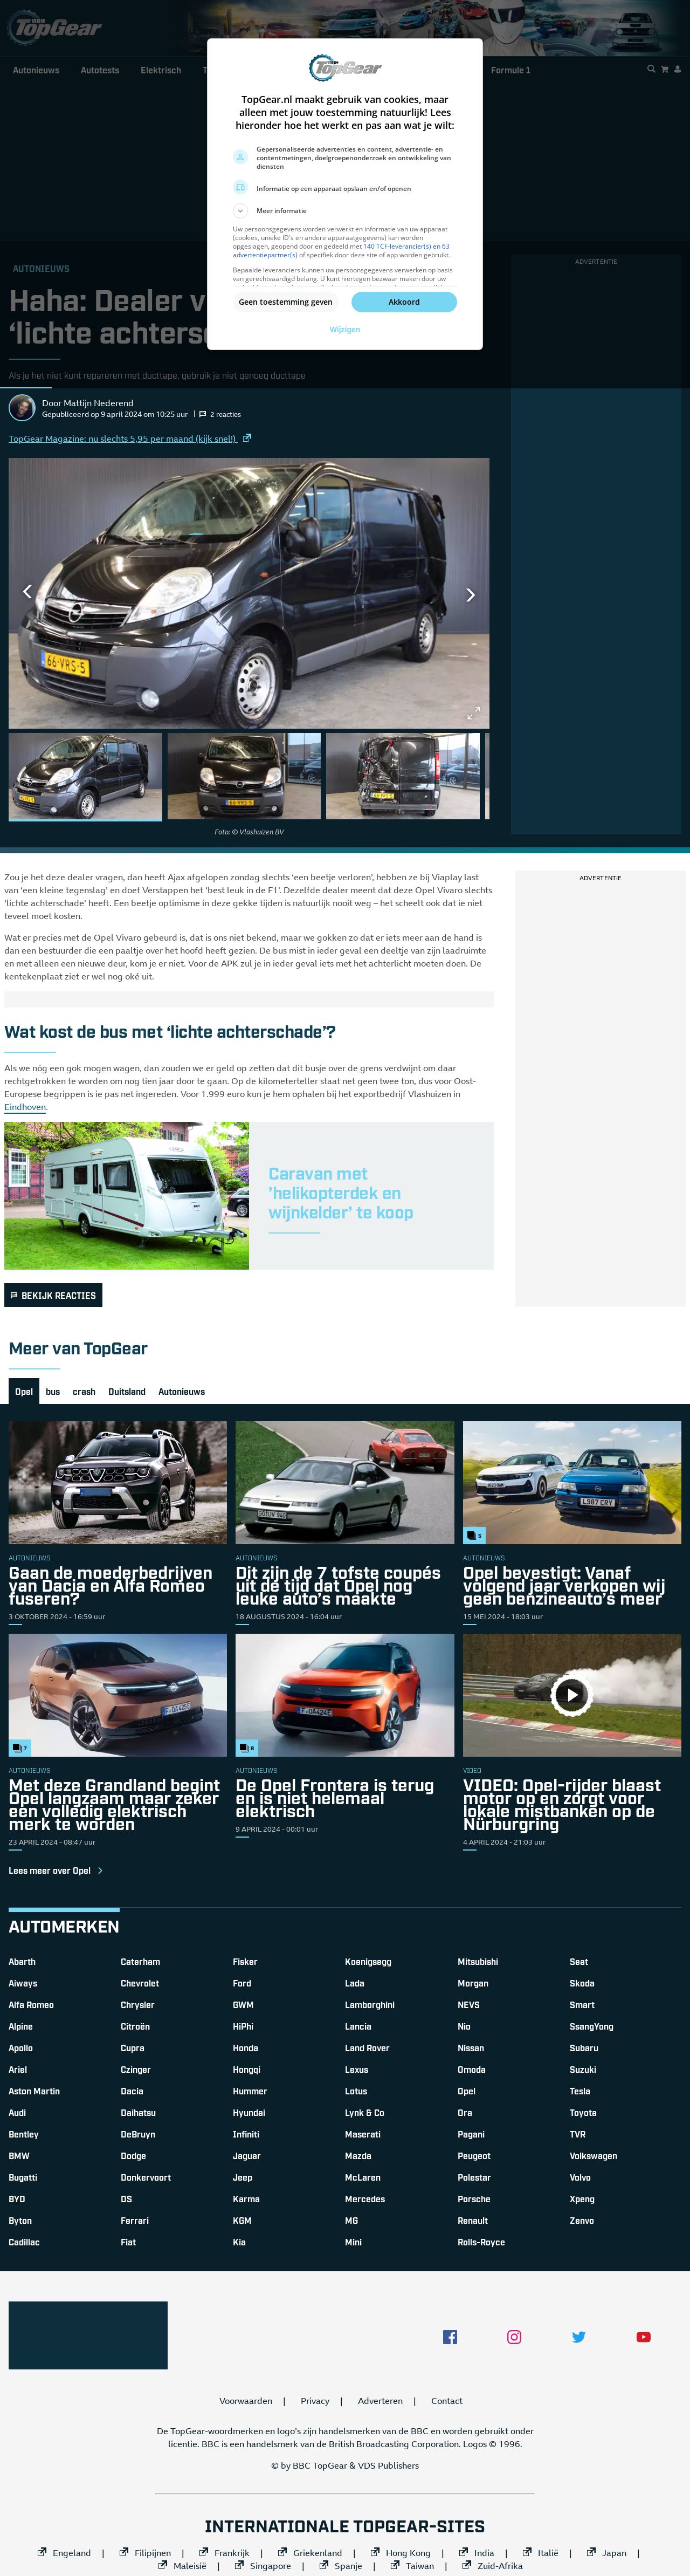 TopGear
TopGear
Autonieuws
Autotests
Elektrisch
T
Formule 1
TopGear.nl maakt gebruik van cookies, maar
alleen met jouw toestemming natuurlijk! Lees
hieronder hoe het werkt en pas aan wat je wilt:
Gepersonaliseerde advertenties en content, advertentie- en
contentmetingen, doelgroepenonderzoek en ontwikkeling van
diensten
Informatie op een apparaat opslaan en/of openen
Meer informatie
Uw persoonsgegevens worden verwerkt en informatie van uw apparaat
(cookies, unieke ID's en andere apparaatgegevens) kan worden
opgeslagen, geopend door en gedeeld met 140 TCF-leverancier(s) en 63
advertentiepartner(s) of specifiek door deze site of app worden gebruikt.
Bepaalde leveranciers kunnen uw persoonsgegevens verwerken op basis
van gerechtvaardigd belang. U kunt hiertegen bezwaar maken door uw
Geen toestemming geven
Akkoord
Wijzigen
ADVERTENTIE
AUTONIEUWS
Haha: Dealer v
‘lichte achtersc
Als je het niet kunt repareren met ducttape, gebruik je niet genoeg ducttape
Door Mattijn Nederend
Gepubliceerd op 9 april 2024 om 10:25 uur | 2 reacties
TopGear Magazine: nu slechts 5,95 per maand (kijk snel!)
66-VRS-5
Foto: © Vlashuizen BV
ADVERTENTIE
Zou je het deze dealer vragen, dan heeft Ajax afgelopen zondag slechts ‘een beetje verloren’, hebben ze bij Viaplay last
van ‘een kleine tegenslag’ en doet Verstappen het ‘best leuk in de F1’. Dezelfde dealer meent dat deze Opel Vivaro slechts
‘lichte achterschade’ heeft. Een beetje optimisme in deze gekke tijden is natuurlijk nooit weg – het scheelt ook dat ie niet
teveel moet kosten.
Wat er precies met de Opel Vivaro gebeurd is, dat is ons niet bekend, maar we gokken zo dat er iets meer aan de hand is
dan een bestuurder die een paaltje over het hoofd heeft gezien. De bus mist in ieder geval een deeltje van zijn laadruimte
en met alleen een nieuwe deur, kom je er niet. Voor de APK zul je in ieder geval iets met het achterlicht moeten doen. De
kentekenplaat ziet er wel nog oké uit.
Wat kost de bus met ‘lichte achterschade’?
Als we nóg een gok mogen wagen, dan zouden we er geld op zetten dat dit busje over de grens verdwijnt om daar
rechtgetrokken te worden om nog tien jaar door te gaan. Op de kilometerteller staat net geen twee ton, dus voor Oost-
Europese begrippen is ie pas net ingereden. Voor 1.999 euro kun je hem ophalen bij het exportbedrijf Vlashuizen in
Eindhoven.
Caravan met
’helikopterdek en
wijnkelder’ te koop
BEKIJK REACTIES
Meer van TopGear
Opel
bus
crash
Duitsland
Autonieuws
5
L987 CRY
AUTONIEUWS
Gaan de moederbedrijven
van Dacia en Alfa Romeo
fuseren?
3 OKTOBER 2024 - 16:59 uur
AUTONIEUWS
Dit zijn de 7 tofste coupés
uit de tijd dat Opel nog
leuke auto’s maakte
18 AUGUSTUS 2024 - 16:04 uur
AUTONIEUWS
Opel bevestigt: Vanaf
volgend jaar verkopen wij
geen benzineauto’s meer
15 MEI 2024 - 18:03 uur
7
8
AUTONIEUWS
Met deze Grandland begint
Opel langzaam maar zeker
een volledig elektrisch
merk te worden
23 APRIL 2024 - 08:47 uur
AUTONIEUWS
De Opel Frontera is terug
en is niet helemaal
elektrisch
9 APRIL 2024 - 00:01 uur
VIDEO
VIDEO: Opel-rijder blaast
motor op en zorgt voor
lokale mistbanken op de
Nürburgring
4 APRIL 2024 - 21:03 uur
Lees meer over Opel
AUTOMERKEN
Abarth
Aiways
Alfa Romeo
Alpine
Apollo
Ariel
Aston Martin
Audi
Bentley
BMW
Bugatti
BYD
Byton
Cadillac
Caterham
Chevrolet
Chrysler
Citroën
Cupra
Czinger
Dacia
Daihatsu
DeBruyn
Dodge
Donkervoort
DS
Ferrari
Fiat
Fisker
Ford
GWM
HiPhi
Honda
Hongqi
Hummer
Hyundai
Infiniti
Jaguar
Jeep
Karma
KGM
Kia
Koenigsegg
Lada
Lamborghini
Lancia
Land Rover
Lexus
Lotus
Lynk & Co
Maserati
Mazda
McLaren
Mercedes
MG
Mini
Mitsubishi
Morgan
NEVS
Nio
Nissan
Omoda
Opel
Ora
Pagani
Peugeot
Polestar
Porsche
Renault
Rolls-Royce
Seat
Skoda
Smart
SsangYong
Subaru
Suzuki
Tesla
Toyota
TVR
Volkswagen
Volvo
Xpeng
Zenvo
Voorwaarden | Privacy | Adverteren | Contact
De TopGear-woordmerken en logo's zijn handelsmerken van de BBC en worden gebruikt onder
licentie. BBC is een handelsmerk van de British Broadcasting Corporation. Logos © 1996.
© by BBC TopGear & VDS Publishers
INTERNATIONALE TOPGEAR-SITES
Engeland | Filipijnen | Frankrijk | Griekenland | Hong Kong | India | Italië | Japan |
Maleisië | Singapore | Spanje | Taiwan | Zuid-Afrika